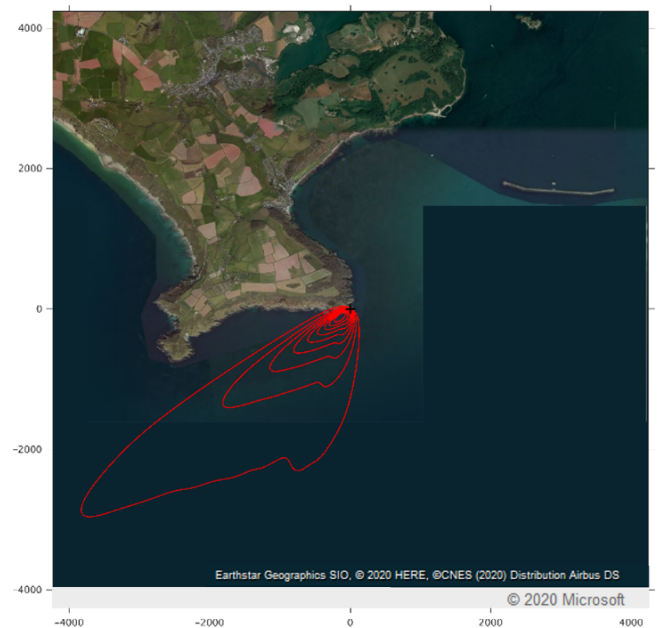 4000
2000
0
−2000
−4000
Earthstar Geographics SIO, © 2020 HERE, ©CNES (2020) Distribution Airbus DS
© 2020 Microsoft
−4000 −2000 0 2000 4000